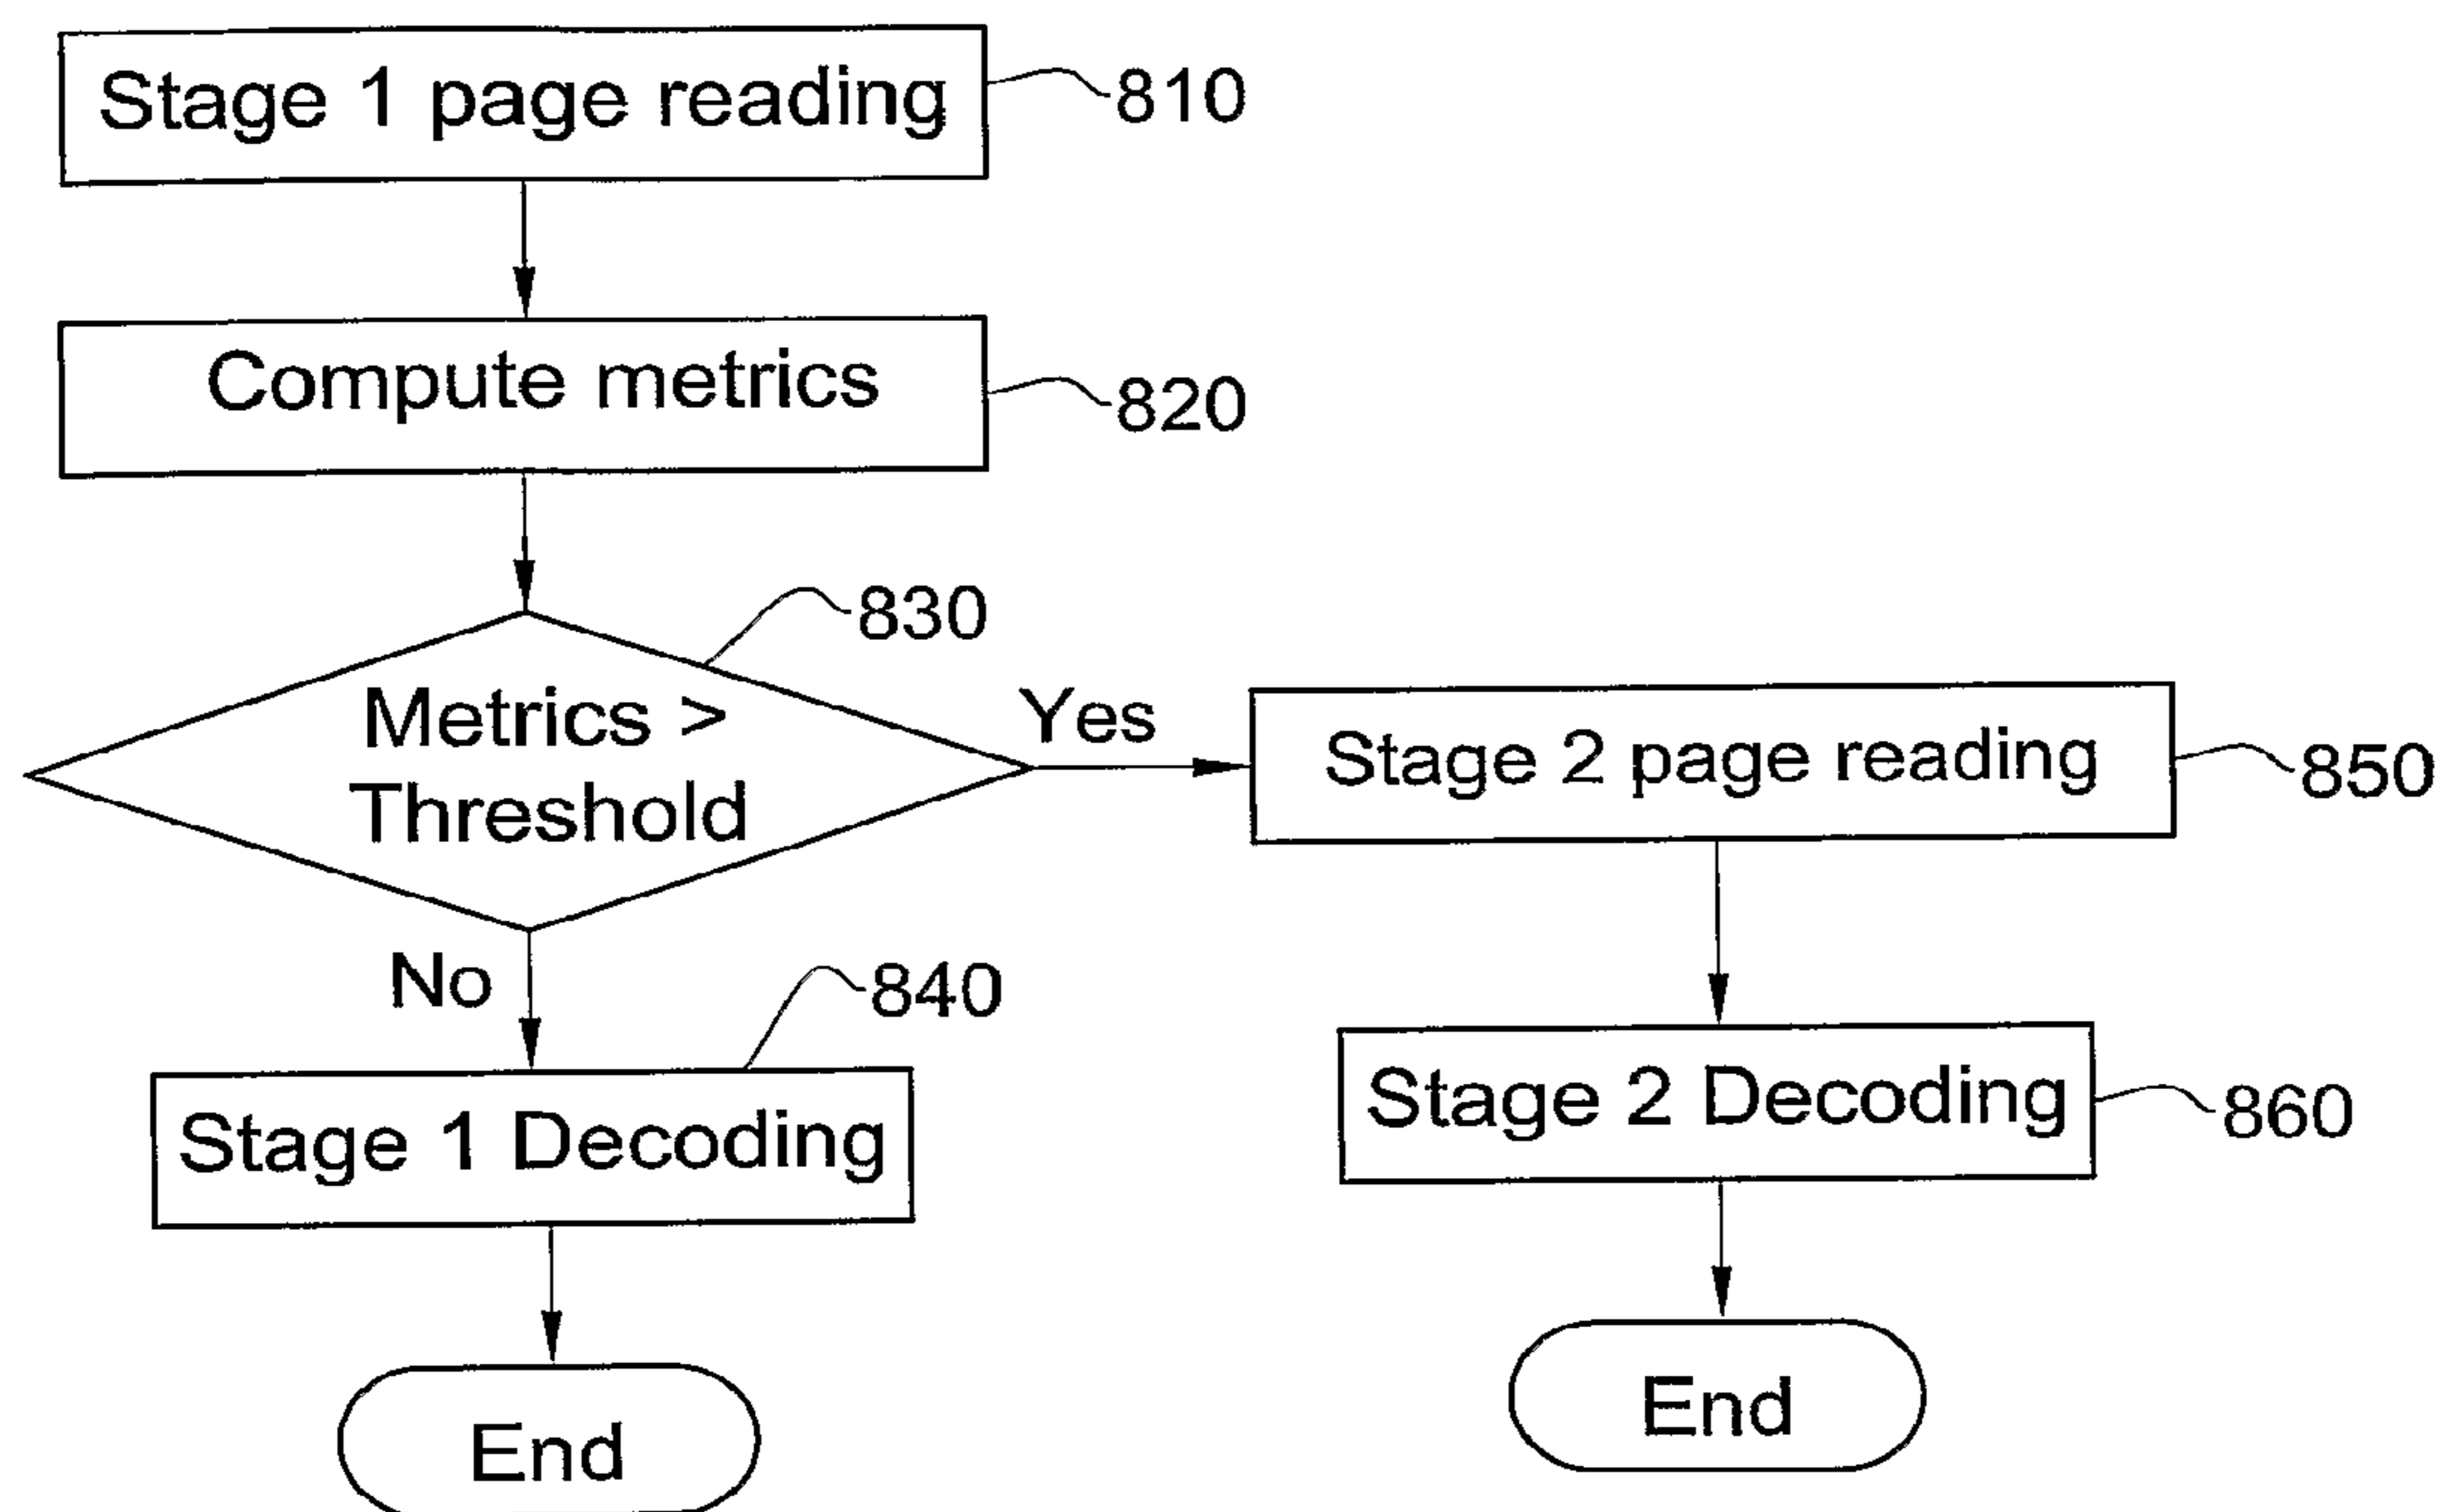 Stage 1 page reading
810
Compute metrics
820
830
Metrics >
Threshold
Yes
Stage 2 page reading
850
No
840
Stage 1 Decoding
Stage 2 Decoding
860
End
End